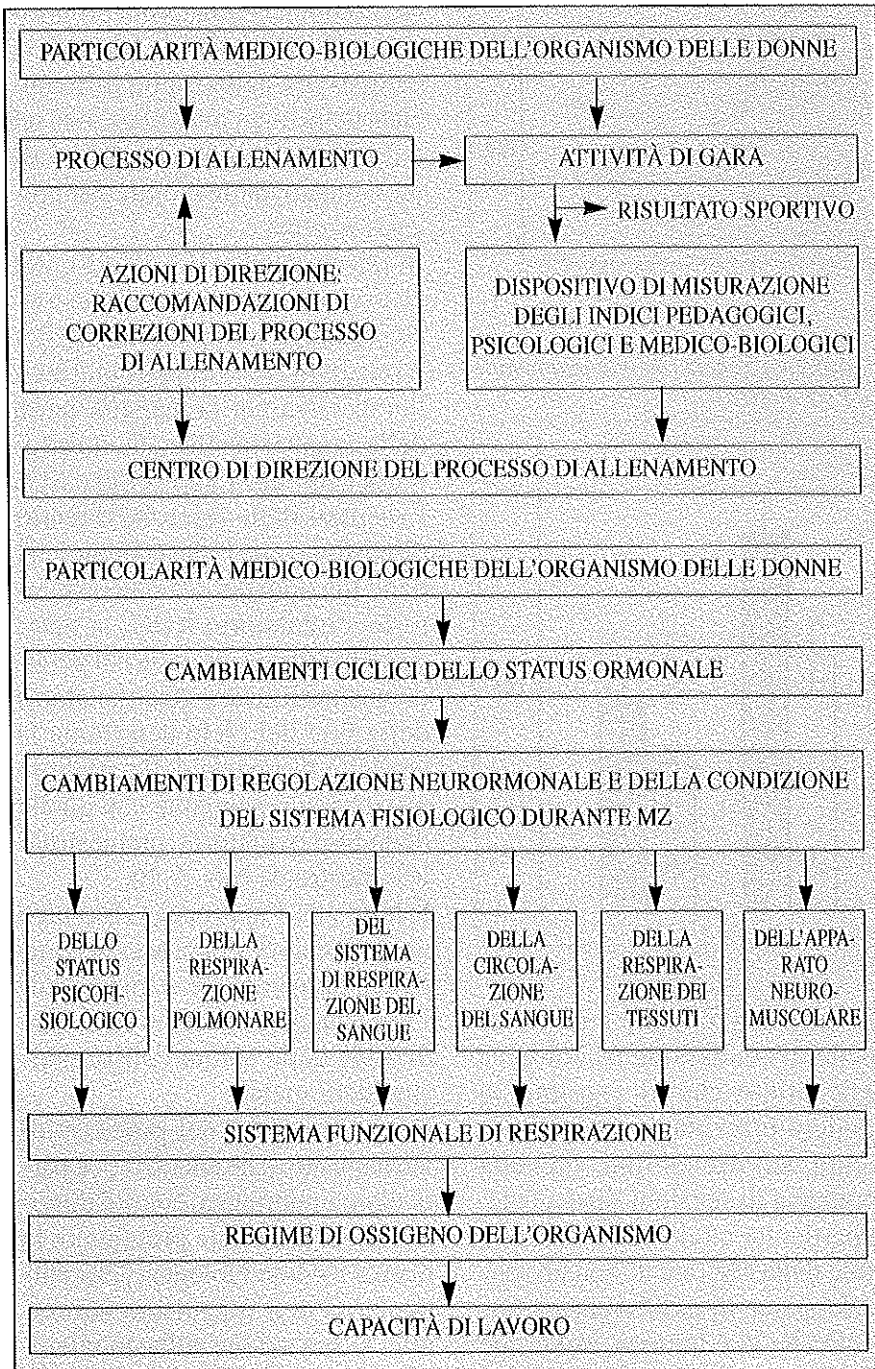 PARTICOLARITÀ MEDICO-BIOLOGICHE DELL'ORGANISMO DELLE DONNE
PROCESSO DI ALLENAMENTO
ATTIVITÀ DI GARA
RISULTATO SPORTIVO
AZIONI DI DIREZIONE:
RACCOMANDAZIONI DI
CORREZIONI DEL PROCESSO
DI ALLENAMENTO
DISPOSITIVO DI MISURAZIONE
DEGLI INDICI PEDAGOGICI,
PSICOLOGICI E MEDICO-BIOLOGICI
CENTRO DI DIREZIONE DEL PROCESSO DI ALLENAMENTO
PARTICOLARITÀ MEDICO-BIOLOGICHE DELL'ORGANISMO DELLE DONNE
CAMBIAMENTI CICLICI DELLO STATUS ORMONALE
CAMBIAMENTI DI REGOLAZIONE NEURORMONALE E DELLA CONDIZIONE
DEL SISTEMA FISIOLOGICO DURANTE MZ
DELLO
STATUS
PSICOFI-
SIOLOGICO
DELLA
RESPIRA-
ZIONE
POLMONARE
DEL
SISTEMA
DI RESPIRA-
ZIONE DEL
SANGUE
DELLA
CIRCOLA-
ZIONE
DEL SANGUE
DELLA
RESPIRA-
ZIONE DEI
TESSUTI
DELL'APPA-
RATO
NEURO-
MUSCOLARE
SISTEMA FUNZIONALE DI RESPIRAZIONE
REGIME DI OSSIGENO DELL'ORGANISMO
CAPACITÀ DI LAVORO